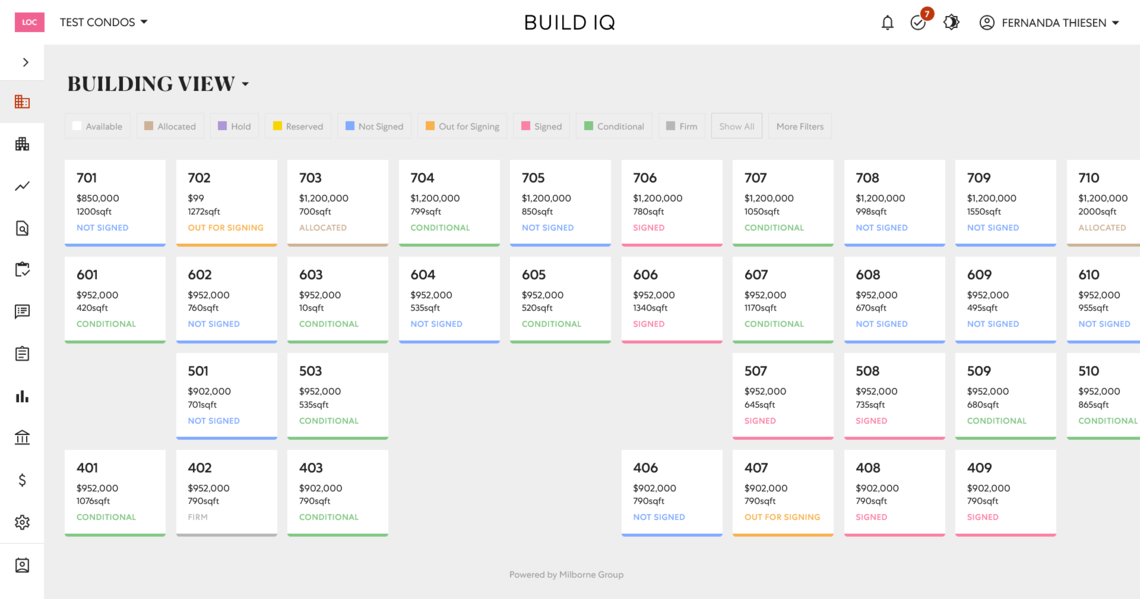 LOC TEST CONDOS BUILD IQ 7 FERNANDA THIESEN
BUILDING VIEW
Available Allocated Hold Reserved Not Signed Out for Signing Signed Conditional Firm Show All More Filters
701 702 703 704 705 706 707 708 709 710
$850,000 $99 $1,200,000 $1,200,000 $1,200,000 $1,200,000 $1,200,000 $1,200,000 $1,200,000 $1,200,000
1200sqft 1272sqft 700sqft 799sqft 850sqft 780sqft 1050sqft 998sqft 1550sqft 2000sqft
NOT SIGNED OUT FOR SIGNING ALLOCATED CONDITIONAL NOT SIGNED SIGNED CONDITIONAL NOT SIGNED NOT SIGNED ALLOCATED
601 602 603 604 605 606 607 608 609 610
$952,000 $952,000 $952,000 $952,000 $952,000 $952,000 $952,000 $952,000 $952,000 $952,000
420sqft 760sqft 10sqft 535sqft 520sqft 1340sqft 1170sqft 670sqft 495sqft 955sqft
CONDITIONAL NOT SIGNED CONDITIONAL NOT SIGNED CONDITIONAL SIGNED CONDITIONAL NOT SIGNED NOT SIGNED NOT SIGNED
501 503 507 508 509 510
$902,000 $952,000 $952,000 $952,000 $952,000 $952,000
701sqft 535sqft 645sqft 735sqft 680sqft 865sqft
NOT SIGNED CONDITIONAL SIGNED SIGNED CONDITIONAL CONDITIONAL
401 402 403 406 407 408 409
$952,000 $952,000 $902,000 $902,000 $902,000 $902,000 $902,000
1076sqft 790sqft 790sqft 790sqft 790sqft 790sqft 790sqft
CONDITIONAL FIRM CONDITIONAL NOT SIGNED OUT FOR SIGNING SIGNED SIGNED
Powered by Milborne Group